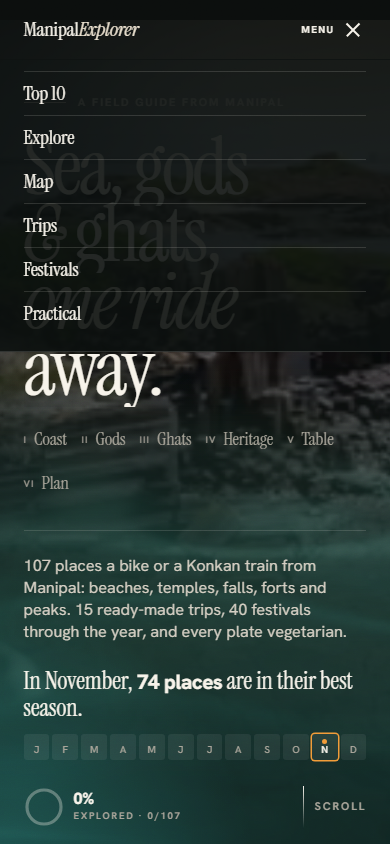 ManipalExplorer
MENU
Top 10
A FIELD GUIDE FROM MANIPAL
Explore
Sea, gods
Map
& ghats,
Trips
Festivals
one ride
Practical
away.
I Coast II Gods III Ghats IV Heritage V Table
VI Plan
107 places a bike or a Konkan train from
Manipal: beaches, temples, falls, forts and
peaks. 15 ready-made trips, 40 festivals
through the year, and every plate vegetarian.
In November, 74 places are in their best
season.
J F M A M J J A S O N D
0%
EXPLORED · 0/107
SCROLL